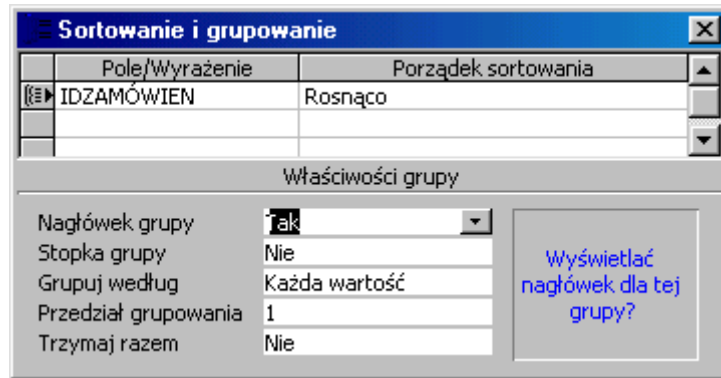 Sortowanie i grupowanie
Pole/Wyrażenie Porządek sortowania
IDZAMÓWIEN Rosnąco
Właściwości grupy
Nagłówek grupy Tak
Stopka grupy Nie
Grupuj według Każda wartość
Przedział grupowania 1
Trzymaj razem Nie
Wyświetlać
nagłówek dla tej
grupy?